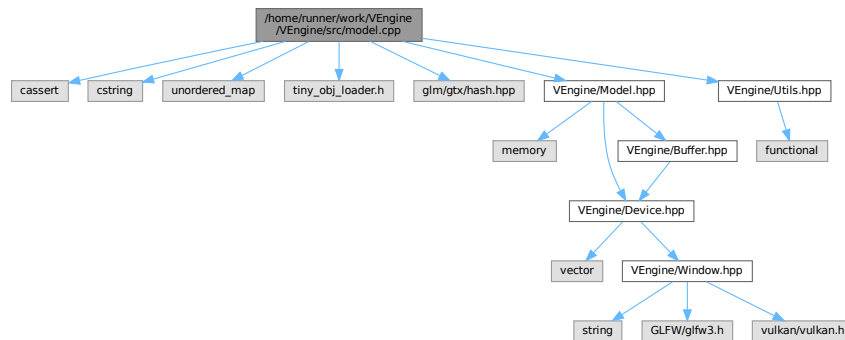 /home/runner/work/VEngine
/VEngine/src/model.cpp
cassert
cstring
unordered_map
tiny_obj_loader.h
glm/gtx/hash.hpp
VEngine/Model.hpp
VEngine/Utils.hpp
memory
VEngine/Buffer.hpp
functional
VEngine/Device.hpp
vector
VEngine/Window.hpp
string
GLFW/glfw3.h
vulkan/vulkan.h